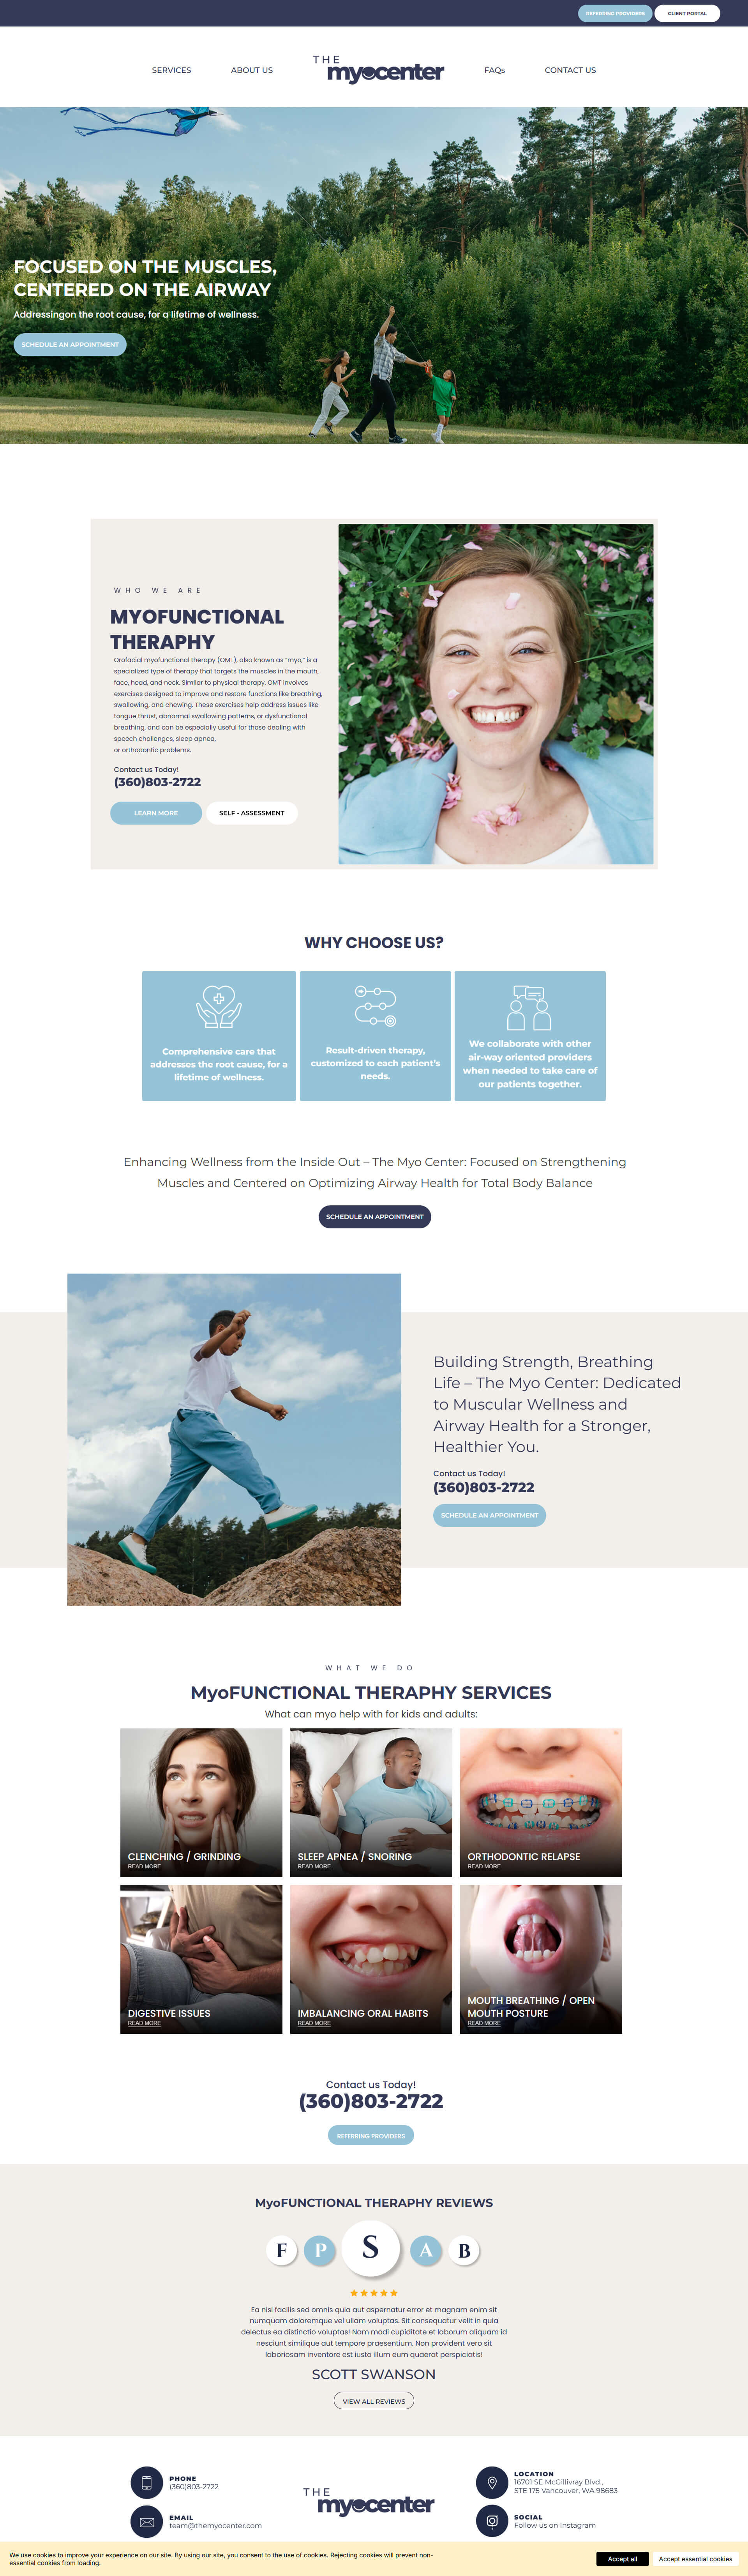 REFERRING PROVIDERS
CLIENT PORTAL
SERVICES
ABOUT US
THE
myocenter
FAQs
CONTACT US
FOCUSED ON THE MUSCLES,
CENTERED ON THE AIRWAY
Addressingon the root cause, for a lifetime of wellness.
SCHEDULE AN APPOINTMENT
WHO WE ARE
MYOFUNCTIONAL
THERAPHY
Orofacial myofunctional therapy (OMT), also known as "myo," is a
specialized type of therapy that targets the muscles in the mouth,
face, head, and neck. Similar to physical therapy, OMT involves
exercises designed to improve and restore functions like breathing,
swallowing, and chewing. These exercises help address issues like
tongue thrust, abnormal swallowing patterns, or dysfunctional
breathing, and can be especially useful for those dealing with
speech challenges, sleep apnea,
or orthodontic problems.
Contact us Today!
(360)803-2722
LEARN MORE
SELF - ASSESSMENT
WHY CHOOSE US?
Comprehensive care that
addresses the root cause, for a
lifetime of wellness.
Result-driven therapy,
customized to each patient's
needs.
We collaborate with other
air-way oriented providers
when needed to take care of
our patients together.
Enhancing Wellness from the Inside Out – The Myo Center: Focused on Strengthening
Muscles and Centered on Optimizing Airway Health for Total Body Balance
SCHEDULE AN APPOINTMENT
Building Strength, Breathing
Life – The Myo Center: Dedicated
to Muscular Wellness and
Airway Health for a Stronger,
Healthier You.
Contact us Today!
(360)803-2722
SCHEDULE AN APPOINTMENT
WHAT WE DO
MyoFUNCTIONAL THERAPHY SERVICES
What can myo help with for kids and adults:
CLENCHING / GRINDING
READ MORE
SLEEP APNEA / SNORING
READ MORE
ORTHODONTIC RELAPSE
READ MORE
DIGESTIVE ISSUES
READ MORE
IMBALANCING ORAL HABITS
READ MORE
MOUTH BREATHING / OPEN
MOUTH POSTURE
READ MORE
Contact us Today!
(360)803-2722
REFERRING PROVIDERS
MyoFUNCTIONAL THERAPHY REVIEWS
F
P
S
A
B
Ea nisi facilis sed omnis quia aut aspernatur error et magnam enim sit
numquam doloremque vel ullam voluptas. Sit consequatur velit in quia
delectus ea distinctio voluptas! Nam modi cupiditate et laborum aliquam id
nesciunt similique aut tempore praesentium. Non provident vero sit
laboriosam inventore est iusto illum eum quaerat perspiciatis!
SCOTT SWANSON
VIEW ALL REVIEWS
PHONE
(360)803-2722
EMAIL
team@themyocenter.com
THE
myocenter
LOCATION
16701 SE McGillivray Blvd.,
STE 175 Vancouver, WA 98683
SOCIAL
Follow us on Instagram
We use cookies to improve your experience on our site. By using our site, you consent to the use of cookies. Rejecting cookies will prevent non-
essential cookies from loading.
Accept all
Accept essential cookies